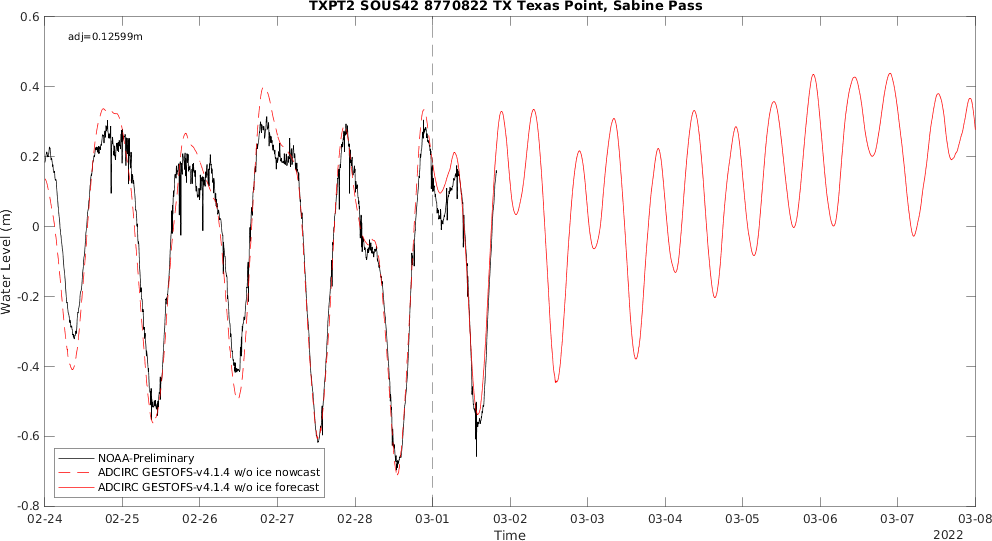 TXPT2 SOUS42 8770822 TX Texas Point, Sabine Pass
adj=0.12599m
0.6
0.4
0.2
0
-0.2
-0.4
-0.6
-0.8
Water Level (m)
NOAA-Preliminary
ADCIRC GESTOFS-v4.1.4 w/o ice nowcast
ADCIRC GESTOFS-v4.1.4 w/o ice forecast
02-24 02-25 02-26 02-27 02-28 03-01 03-02 03-03 03-04 03-05 03-06 03-07 03-08
Time
2022